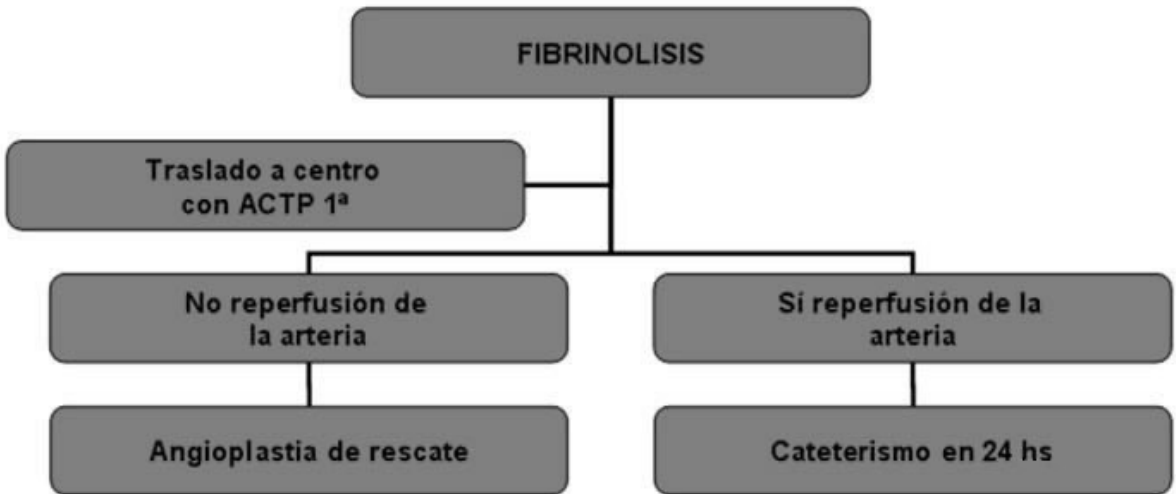 FIBRINOLISIS
Traslado a centro
con ACTP 1ª
No reperfusión de
la arteria
Sí reperfusión de la
arteria
Angioplastia de rescate
Cateterismo en 24 hs